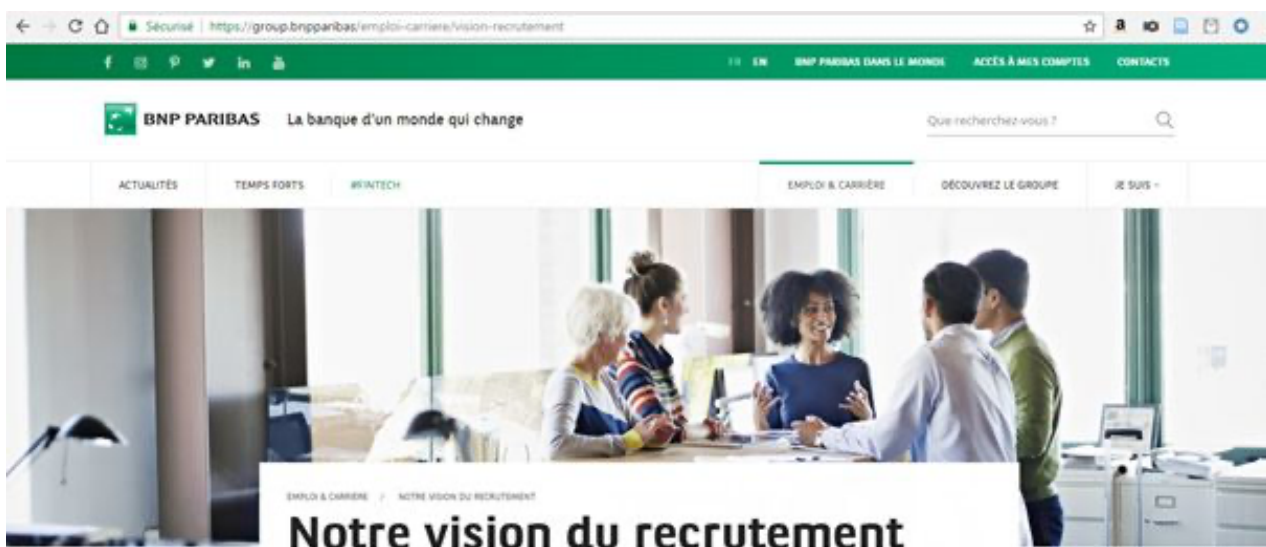 Sécurisé https://group.bnpparibas/emploi-carriere/vision-recrutement
FR EN BNP PARIBAS DANS LE MONDE ACCÈS À MES COMPTES CONTACTS
BNP PARIBAS La banque d'un monde qui change
Que recherchez-vous ?
ACTUALITÉS TEMPS FORTS #FINTECH EMPLOI & CARRIÈRE DÉCOUVREZ LE GROUPE JE SUIS
EMPLOI & CARRIÈRE / NOTRE VISION DU RECRUTEMENT
Notre vision du recrutement